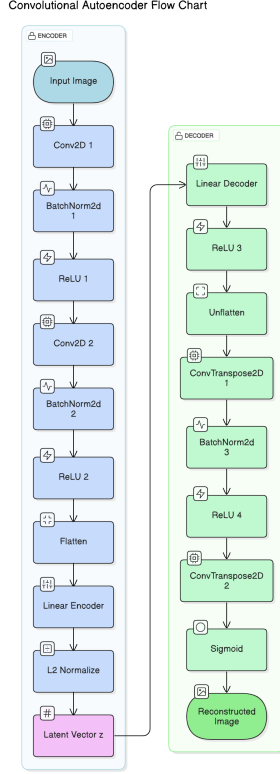 Convolutional Autoencoder Flow Chart
ENCODER
Input Image
Conv2D 1
BatchNorm2d
1
ReLU 1
Conv2D 2
BatchNorm2d
2
ReLU 2
Flatten
Linear Encoder
L2 Normalize
Latent Vector z
DECODER
Linear Decoder
ReLU 3
Unflatten
ConvTranspose2D
1
BatchNorm2d
3
ReLU 4
ConvTranspose2D
2
Sigmoid
Reconstructed
Image